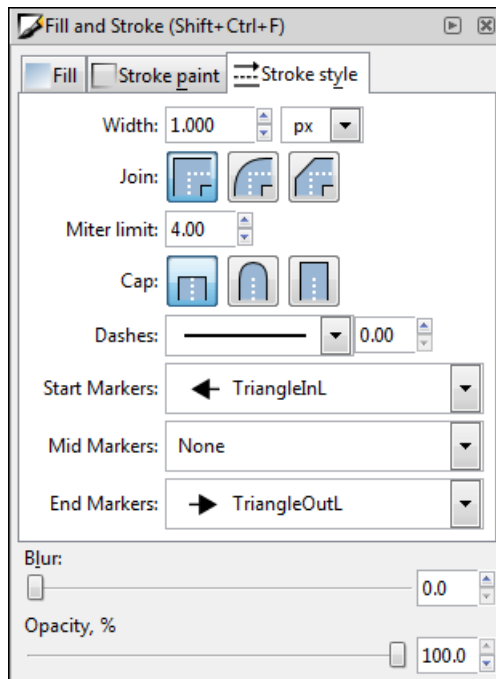 Fill and Stroke (Shift+Ctrl+F)
Fill Stroke paint Stroke style
Width: 1.000 px
Join:
Miter limit: 4.00
Cap:
Dashes: 0.00
Start Markers: TriangleInL
Mid Markers: None
End Markers: TriangleOutL
Blur:
0.0
Opacity, %
100.0